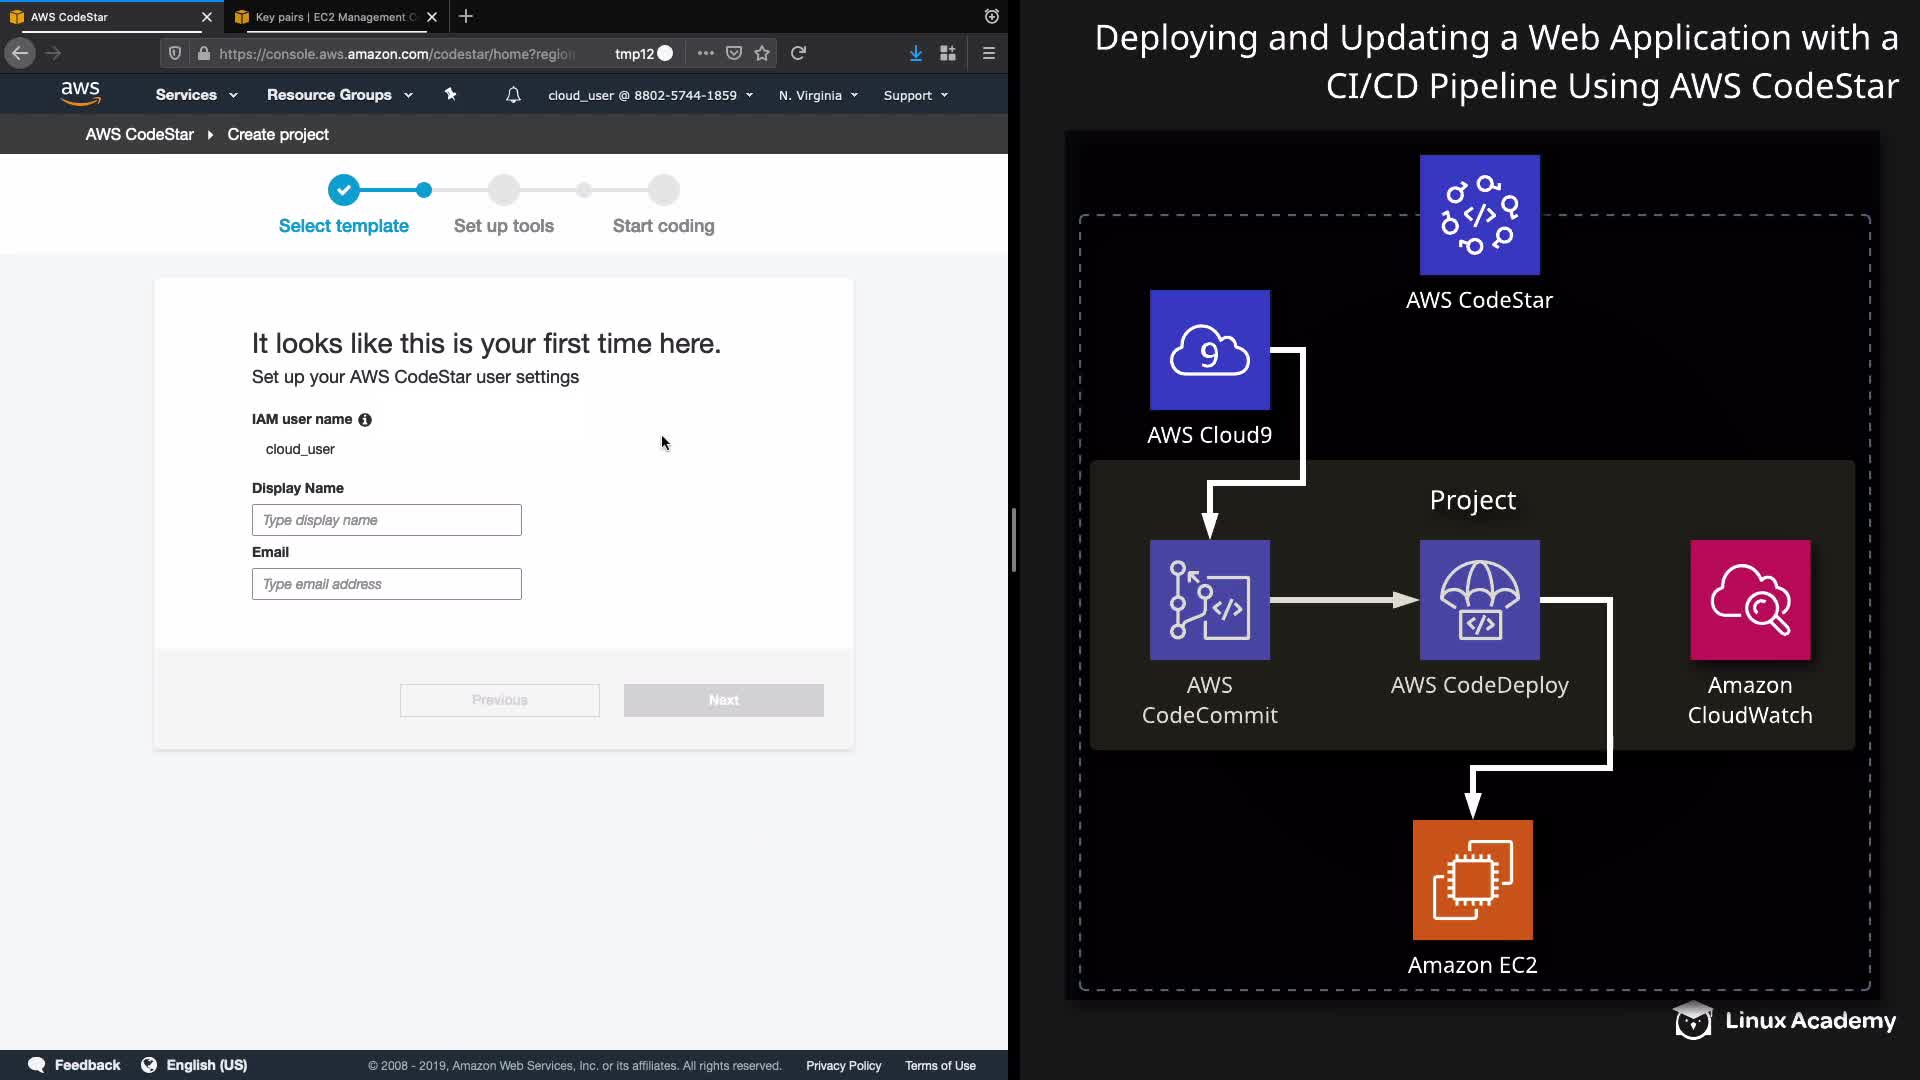 AWS CodeStar
Key pairs | EC2 Management C
https://console.aws.amazon.com/codestar/home?regio
tmp12
aws
Services
Resource Groups
cloud_user @ 8802-5744-1859
N. Virginia
Support
AWS CodeStar
Create project
Select template
Set up tools
Start coding
It looks like this is your first time here.
Set up your AWS CodeStar user settings
IAM user name
cloud_user
Display Name
Type display name
Email
Type email address
Previous
Next
Feedback
English (US)
© 2008 - 2019, Amazon Web Services, Inc. or its affiliates. All rights reserved.
Privacy Policy
Terms of Use
Deploying and Updating a Web Application with a
CI/CD Pipeline Using AWS CodeStar
AWS CodeStar
9
AWS Cloud9
Project
AWS
CodeCommit
AWS CodeDeploy
Amazon
CloudWatch
Amazon EC2
Linux Academy